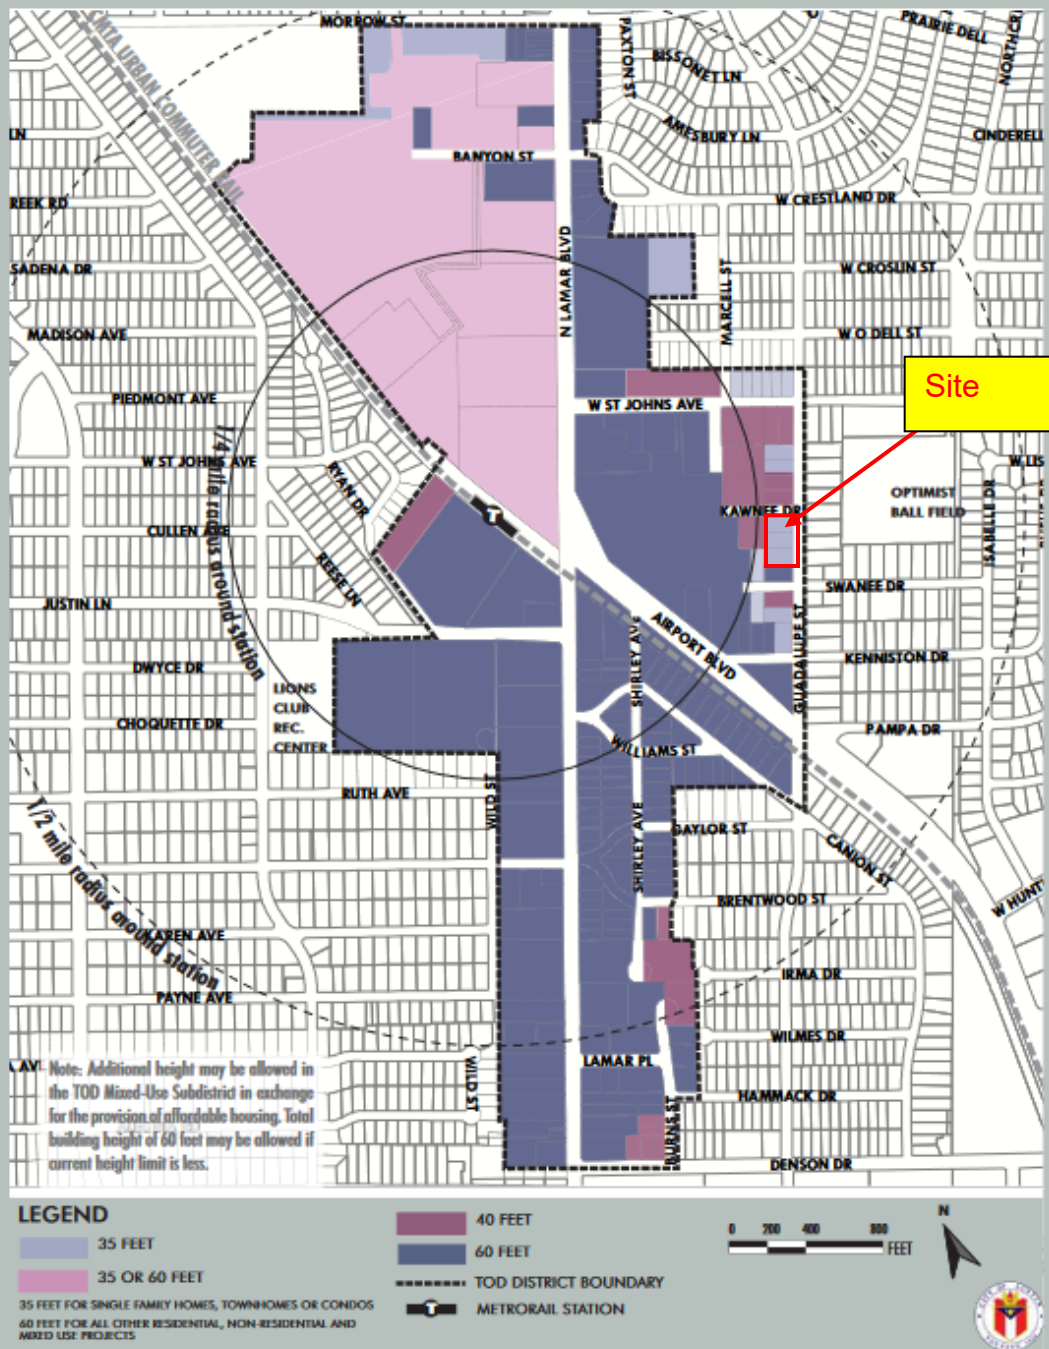 MORROW ST
CMTA URBAN COMMUTER RAIL
PAXTON ST
BISSONET LN
PRAIRIE DELL
AMESBURY LN
CINDERELL
LN
BANYON ST
REEK RD
W CRESTLAND DR
SADENA DR
N LAMAR BLVD
MARCELL ST
W CROSLIN ST
MADISON AVE
W O DELL ST
Site
PIEDMONT AVE
W ST JOHNS AVE
W ST JOHNS AVE
1/4 mile radius around station
RYAN DR
W LIS
OPTIMIST
BALL FIELD
ISABELLE DR
KAWNEE DR
T
CULLEN AVE
REESE LN
SWANEE DR
JUSTIN LN
AIRPORT BLVD
SHIRLEY AVE
GUADALUPE ST
KENNISTON DR
DWYCE DR
LIONS
CLUB
REC.
CENTER
CHOQUETTE DR
PAMPA DR
WILLIAMS ST
RUTH AVE
WILD ST
SHIRLEY AVE
GAYLOR ST
CANION ST
1/2 mile radius around station
BRENTWOOD ST
W HUNT
KAREN AVE
IRMA DR
PAYNE AVE
WILMES DR
LAMAR PL
WILD ST
HAMMACK DR
BURNS ST
DENSON DR
Note: Additional height may be allowed in
the TOD Mixed-Use Subdistrict in exchange
for the provision of affordable housing. Total
building height of 60 feet may be allowed if
current height limit is less.
LEGEND
35 FEET
35 OR 60 FEET
35 FEET FOR SINGLE FAMILY HOMES, TOWNHOMES OR CONDOS
60 FEET FOR ALL OTHER RESIDENTIAL, NON-RESIDENTIAL AND
MIXED USE PROJECTS
40 FEET
60 FEET
TOD DISTRICT BOUNDARY
T METRORAIL STATION
0 200 400 800
FEET
N